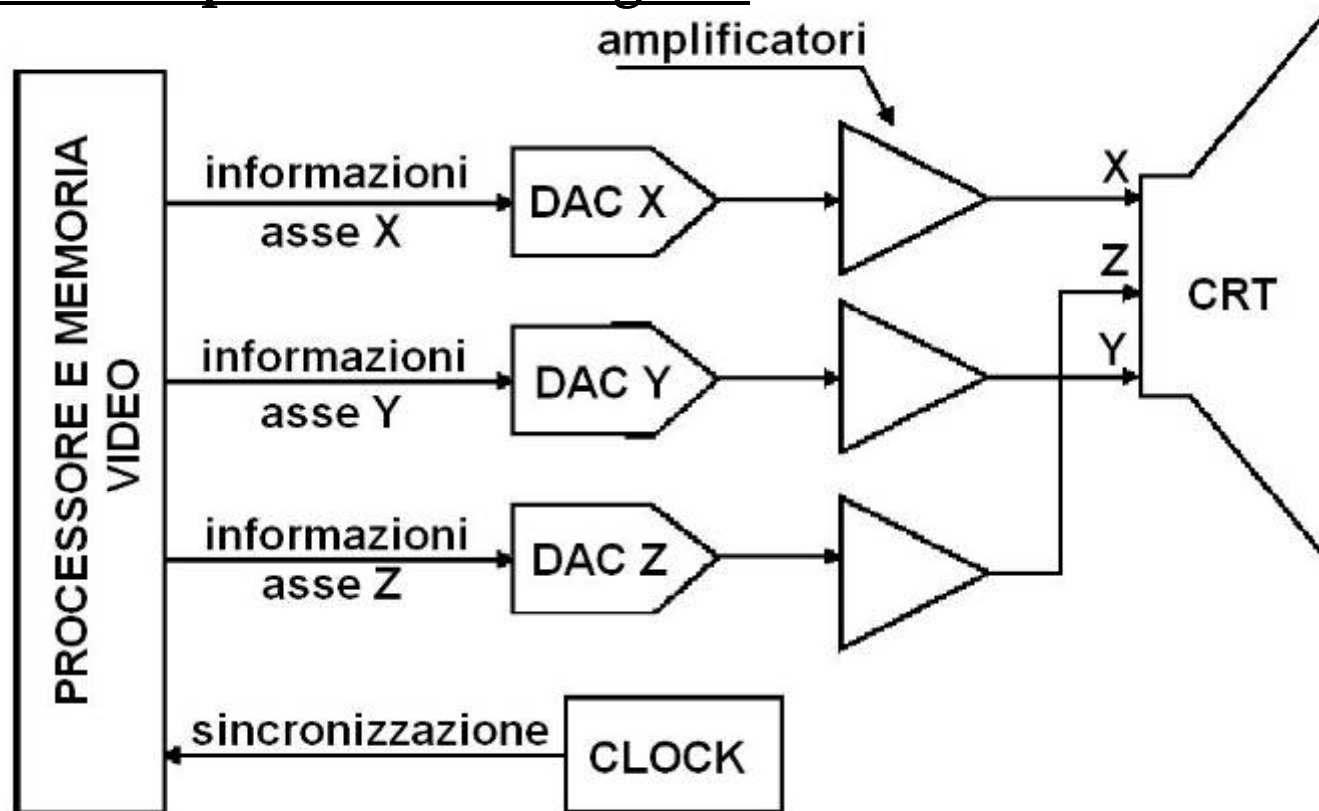 amplificatori
PROCESSORE E MEMORIA
VIDEO
informazioni
asse X
DAC X
X
Z
CRT
informazioni
asse Y
DAC Y
Y
informazioni
asse Z
DAC Z
sincronizzazione
CLOCK